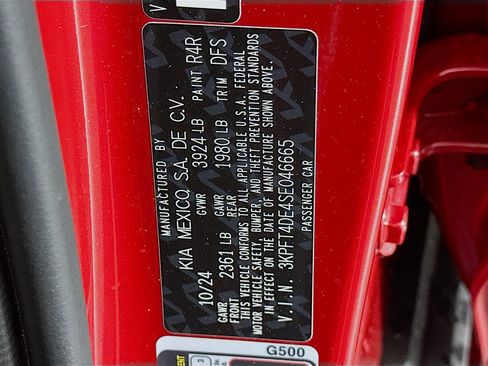 MANUFACTURED BY
KIA MEXICO, S.A. DE C.V.
10/24 GVWR 3924 LB PAINT R4R
GAWR FRONT 2361 LB GAWR REAR 1980 LB TRIM DFS
THIS VEHICLE CONFORMS TO ALL APPLICABLE U.S.A. FEDERAL
MOTOR VEHICLE SAFETY, BUMPER, AND THEFT PREVENTION STANDARDS
IN EFFECT ON THE DATE OF MANUFACTURE SHOWN ABOVE.
V.I.N. 3KPFT4DE4SE046665
PASSENGER CAR
V
G500